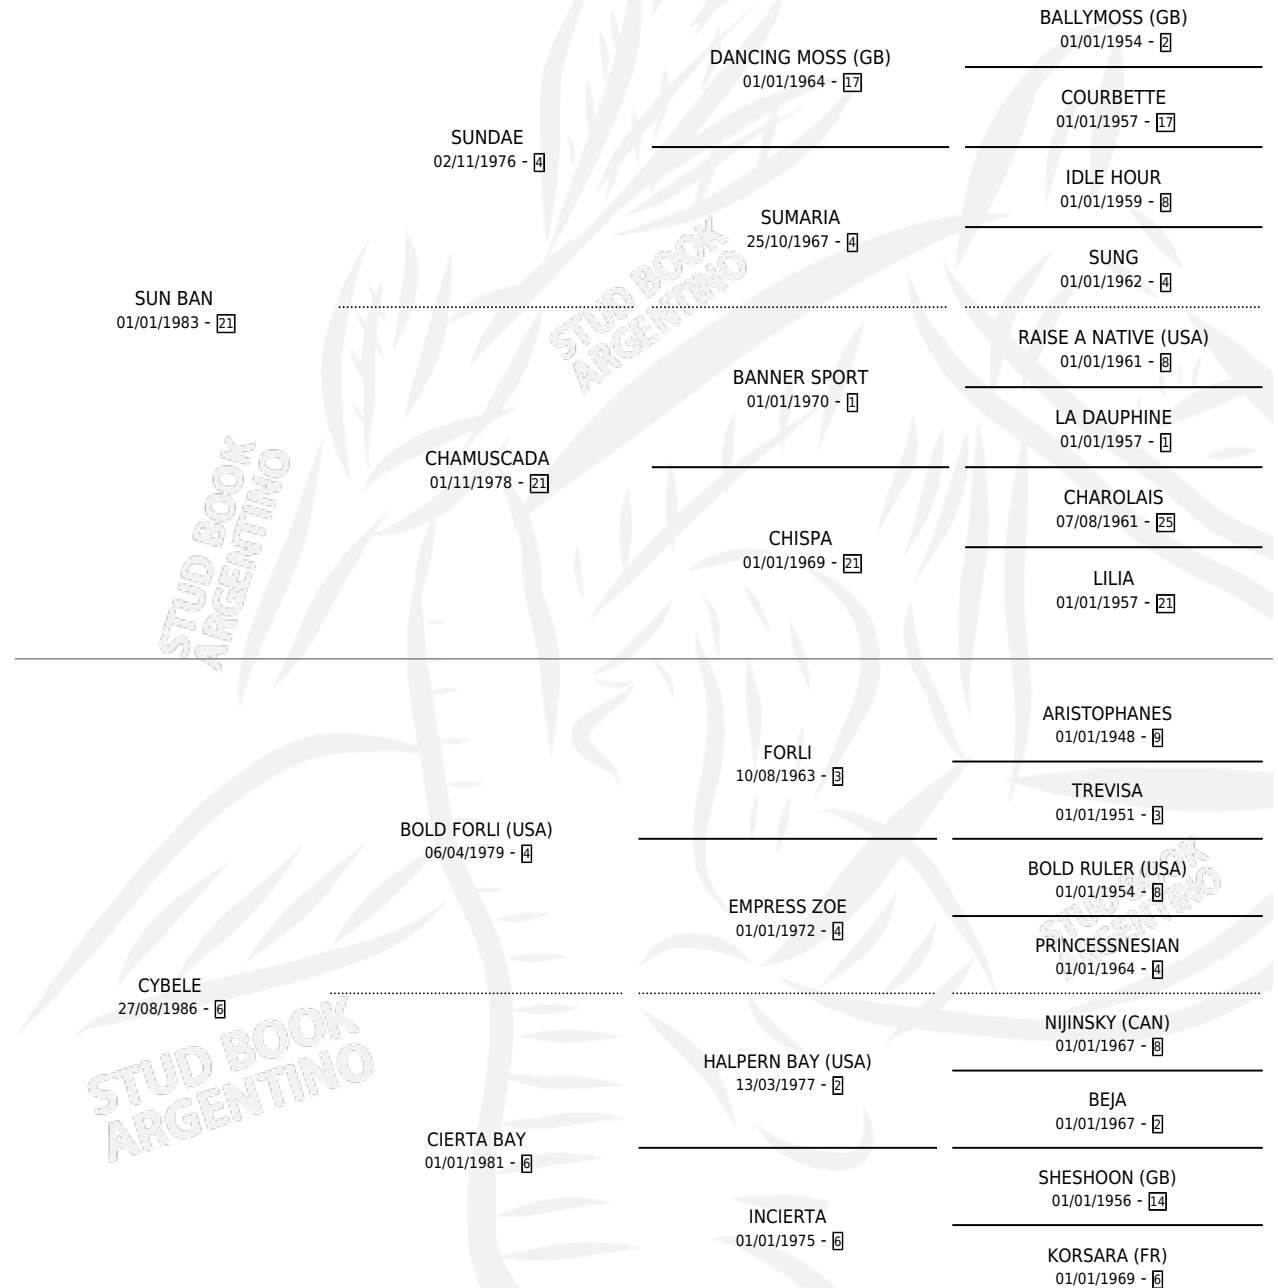 BALLYMOSS (GB)
01/01/1954 - 2
DANCING MOSS (GB)
01/01/1964 - 17
COURBETTE
01/01/1957 - 17
SUNDAE
02/11/1976 - 4
IDLE HOUR
01/01/1959 - 8
SUMARIA
25/10/1967 - 4
SUNG
01/01/1962 - 4
SUN BAN
01/01/1983 - 21
RAISE A NATIVE (USA)
01/01/1961 - 8
BANNER SPORT
01/01/1970 - 1
LA DAUPHINE
01/01/1957 - 1
CHAMUSCADA
01/11/1978 - 21
CHAROLAIS
07/08/1961 - 25
CHISPA
01/01/1969 - 21
LILIA
01/01/1957 - 21
ARISTOPHANES
01/01/1948 - 9
FORLI
10/08/1963 - 3
TREVISA
01/01/1951 - 3
BOLD FORLI (USA)
06/04/1979 - 4
BOLD RULER (USA)
01/01/1954 - 8
EMPRESS ZOE
01/01/1972 - 4
PRINCESSNESIAN
01/01/1964 - 4
CYBELE
27/08/1986 - 6
NIJINSKY (CAN)
01/01/1967 - 8
HALPERN BAY (USA)
13/03/1977 - 2
BEJA
01/01/1967 - 2
CIERTA BAY
01/01/1981 - 6
SHESHOON (GB)
01/01/1956 - 14
INCIERTA
01/01/1975 - 6
KORSARA (FR)
01/01/1969 - 6
STUD BOOK
ARGENTINO
STUD BOOK
ARGENTINO
STUD BOOK
ARGENTINO
STUD BOOK
ARGENTINO